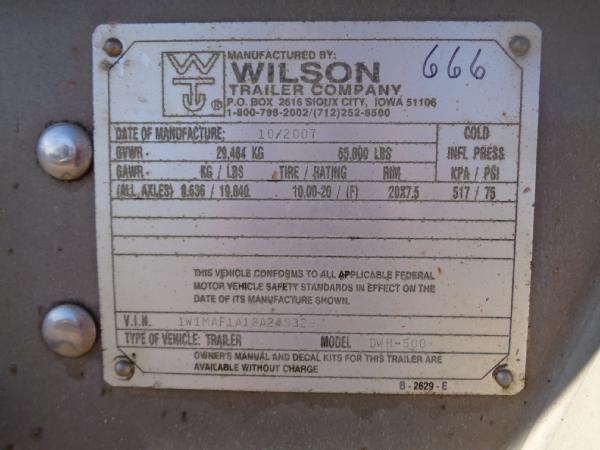 MANUFACTURED BY:
WILSON
TRAILER COMPANY
P.O. BOX 2616 SIOUX CITY, IOWA 51106
1-800-798-2002/(712)252-6500
666
WT ®
DATE OF MANUFACTURE: 10/2007 COLD
GVWR - 29,484 KG 65,000 LBS INFL PRESS
GAWR - KG / LBS TIRE / RATING RIM KPA / PSI
(ALL AXLES) 10.00-20 / (F) 20X7.5 517 / 75
THIS VEHICLE CONFORMS TO ALL APPLICABLE FEDERAL
MOTOR VEHICLE SAFETY STANDARDS IN EFFECT ON THE
DATE OF ITS MANUFACTURE SHOWN.
V.I.N.
TYPE OF VEHICLE: TRAILER MODEL DWH-500
OWNER'S MANUAL AND DECAL KITS FOR THIS TRAILER ARE
AVAILABLE WITHOUT CHARGE
B - 2629 - E